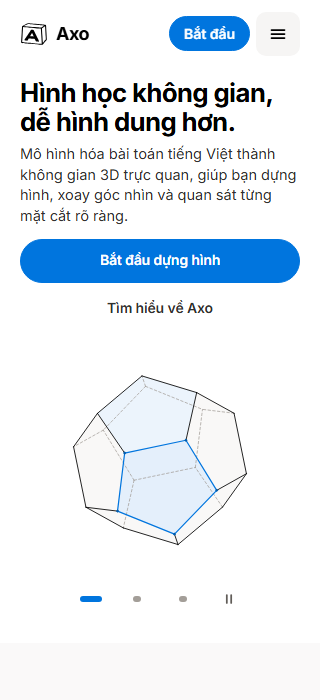 Axo
Bắt đầu
Hình học không gian,
dễ hình dung hơn.
Mô hình hóa bài toán tiếng Việt thành
không gian 3D trực quan, giúp bạn dựng
hình, xoay góc nhìn và quan sát từng
mặt cắt rõ ràng.
Bắt đầu dựng hình
Tìm hiểu về Axo